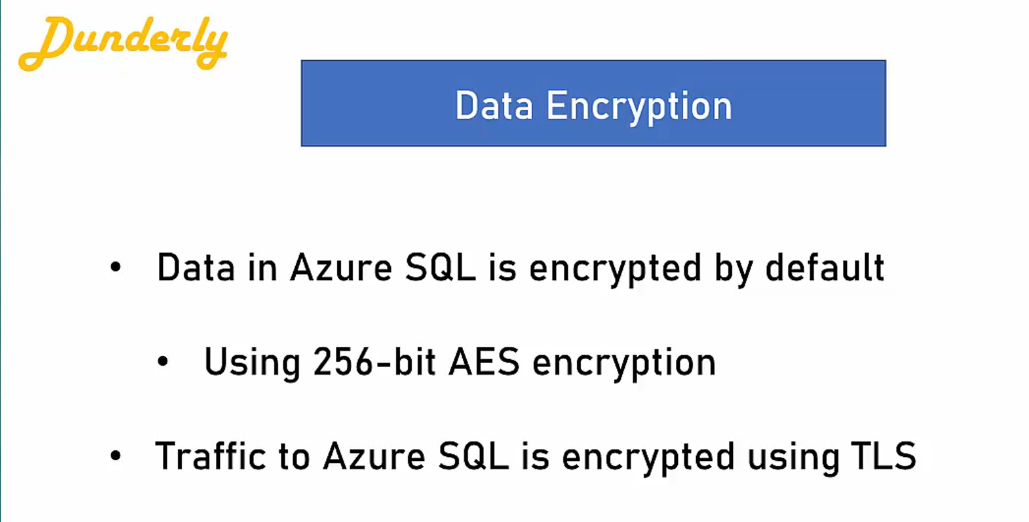 Dunderly
Data Encryption
• Data in Azure SQL is encrypted by default
• Using 256-bit AES encryption
• Traffic to Azure SQL is encrypted using TLS